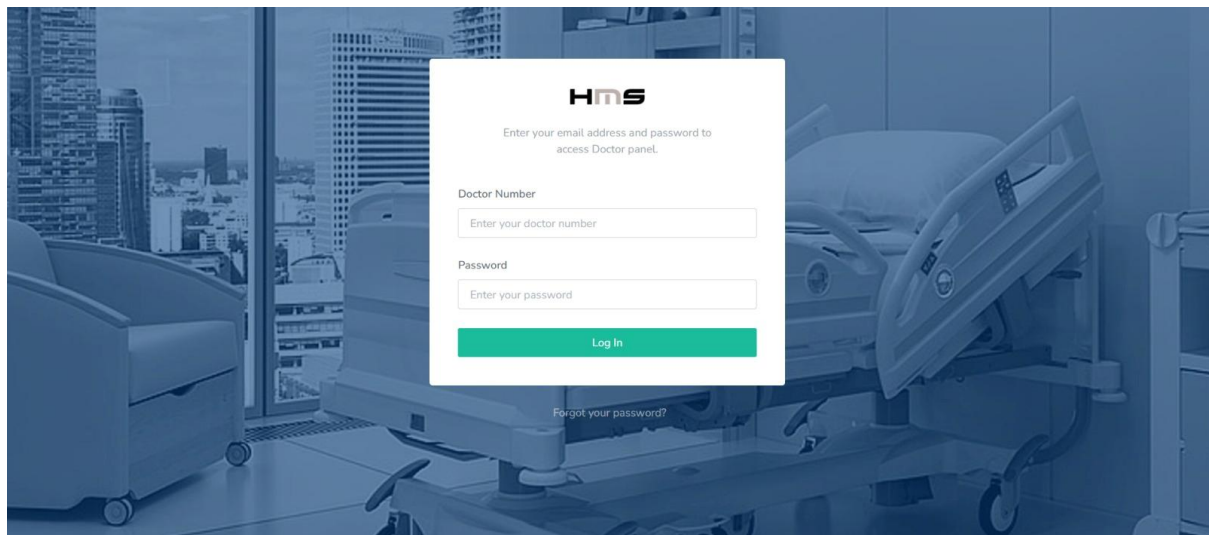 HMS
Enter your email address and password to
access Doctor panel.
Doctor Number
Enter your doctor number
Password
Enter your password
Log In
Forgot your password?